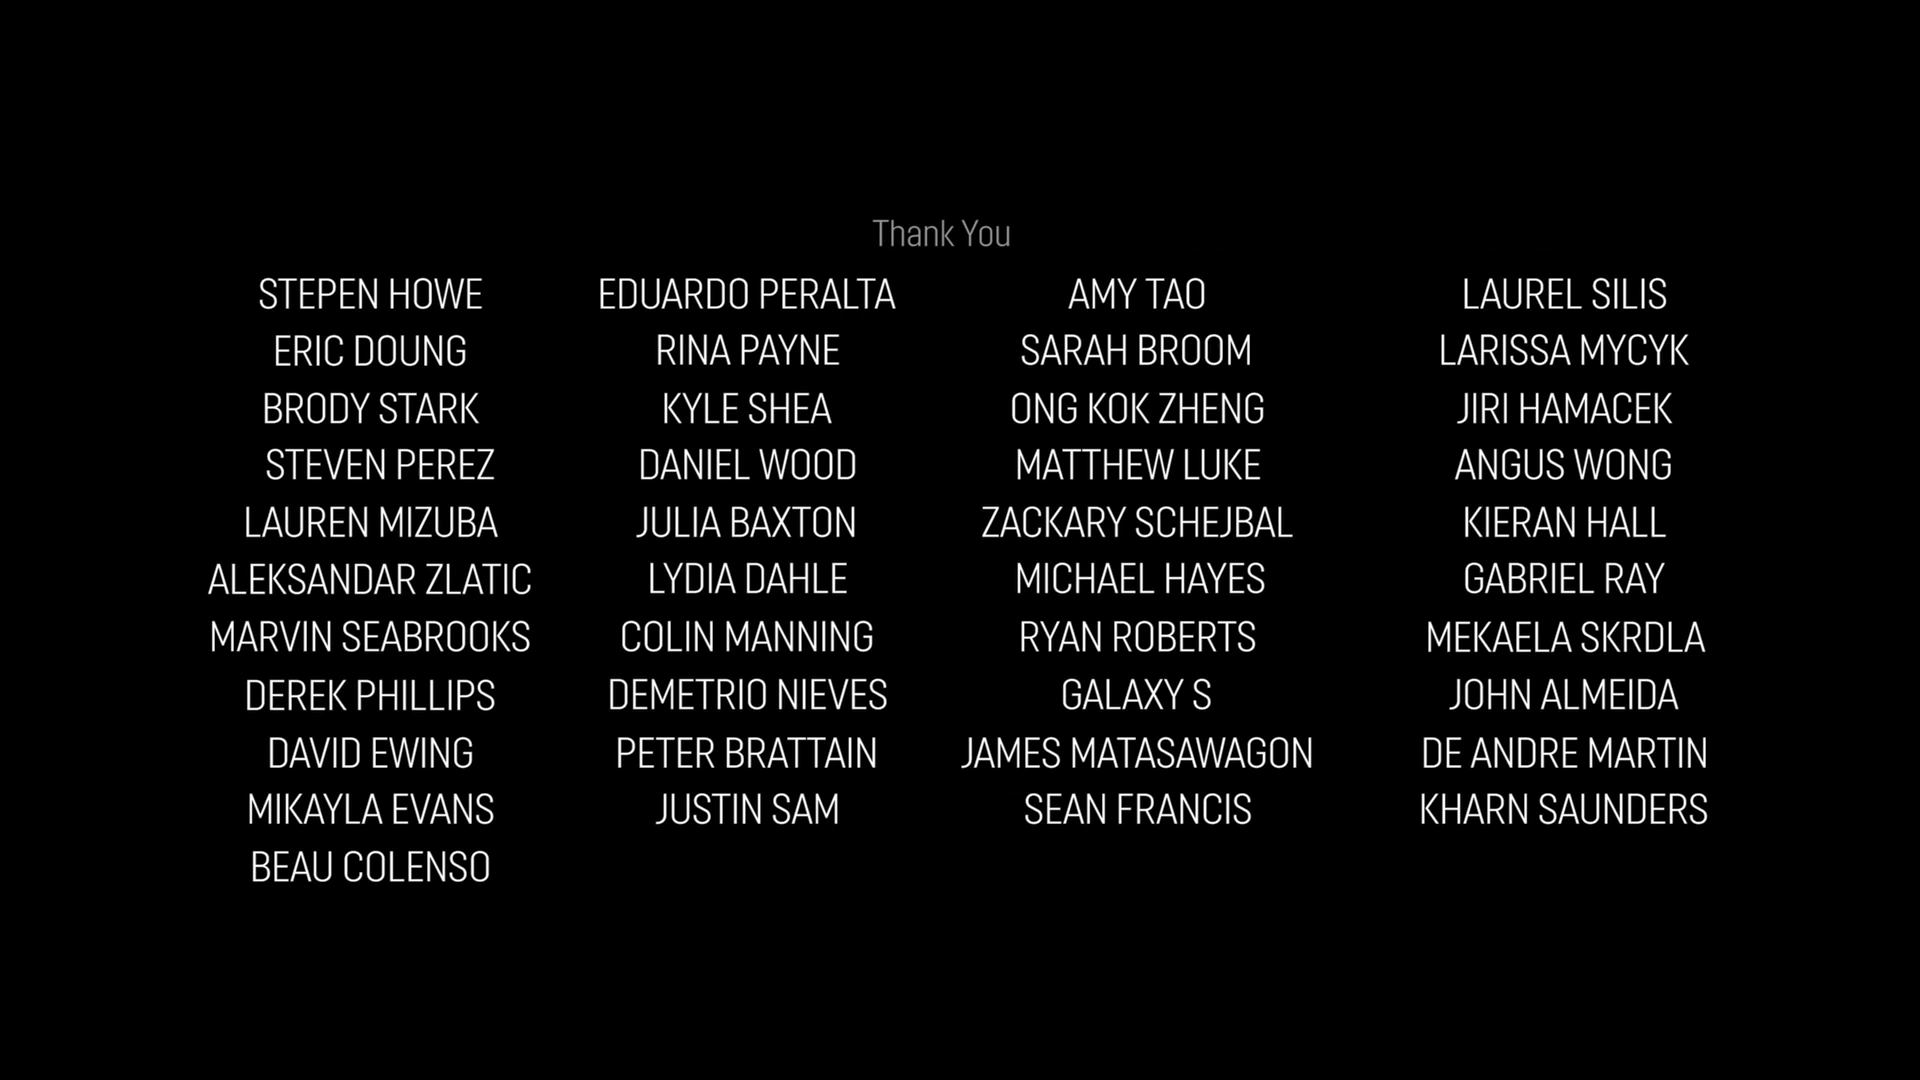 Thank You
STEPEN HOWE EDUARDO PERALTA AMY TAO LAUREL SILIS
ERIC DOUNG RINA PAYNE SARAH BROOM LARISSA MYCYK
BRODY STARK KYLE SHEA ONG KOK ZHENG JIRI HAMACEK
STEVEN PEREZ DANIEL WOOD MATTHEW LUKE ANGUS WONG
LAUREN MIZUBA JULIA BAXTON ZACKARY SCHEJBAL KIERAN HALL
ALEKSANDAR ZLATIC LYDIA DAHLE MICHAEL HAYES GABRIEL RAY
MARVIN SEABROOKS COLIN MANNING RYAN ROBERTS MEKAELA SKRDLA
DEREK PHILLIPS DEMETRIO NIEVES GALAXY S JOHN ALMEIDA
DAVID EWING PETER BRATTAIN JAMES MATASAWAGON DE ANDRE MARTIN
MIKAYLA EVANS JUSTIN SAM SEAN FRANCIS KHARN SAUNDERS
BEAU COLENSO